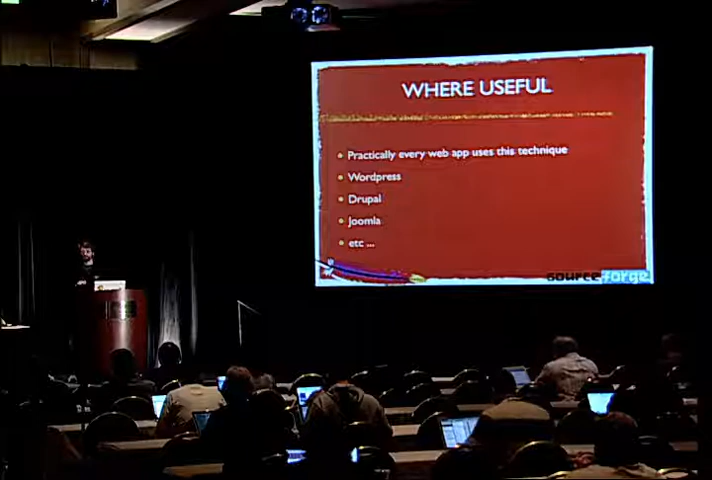 WHERE USEFUL
Practically every web app uses this technique
Wordpress
Drupal
Joomla
etc ...
sourceforge